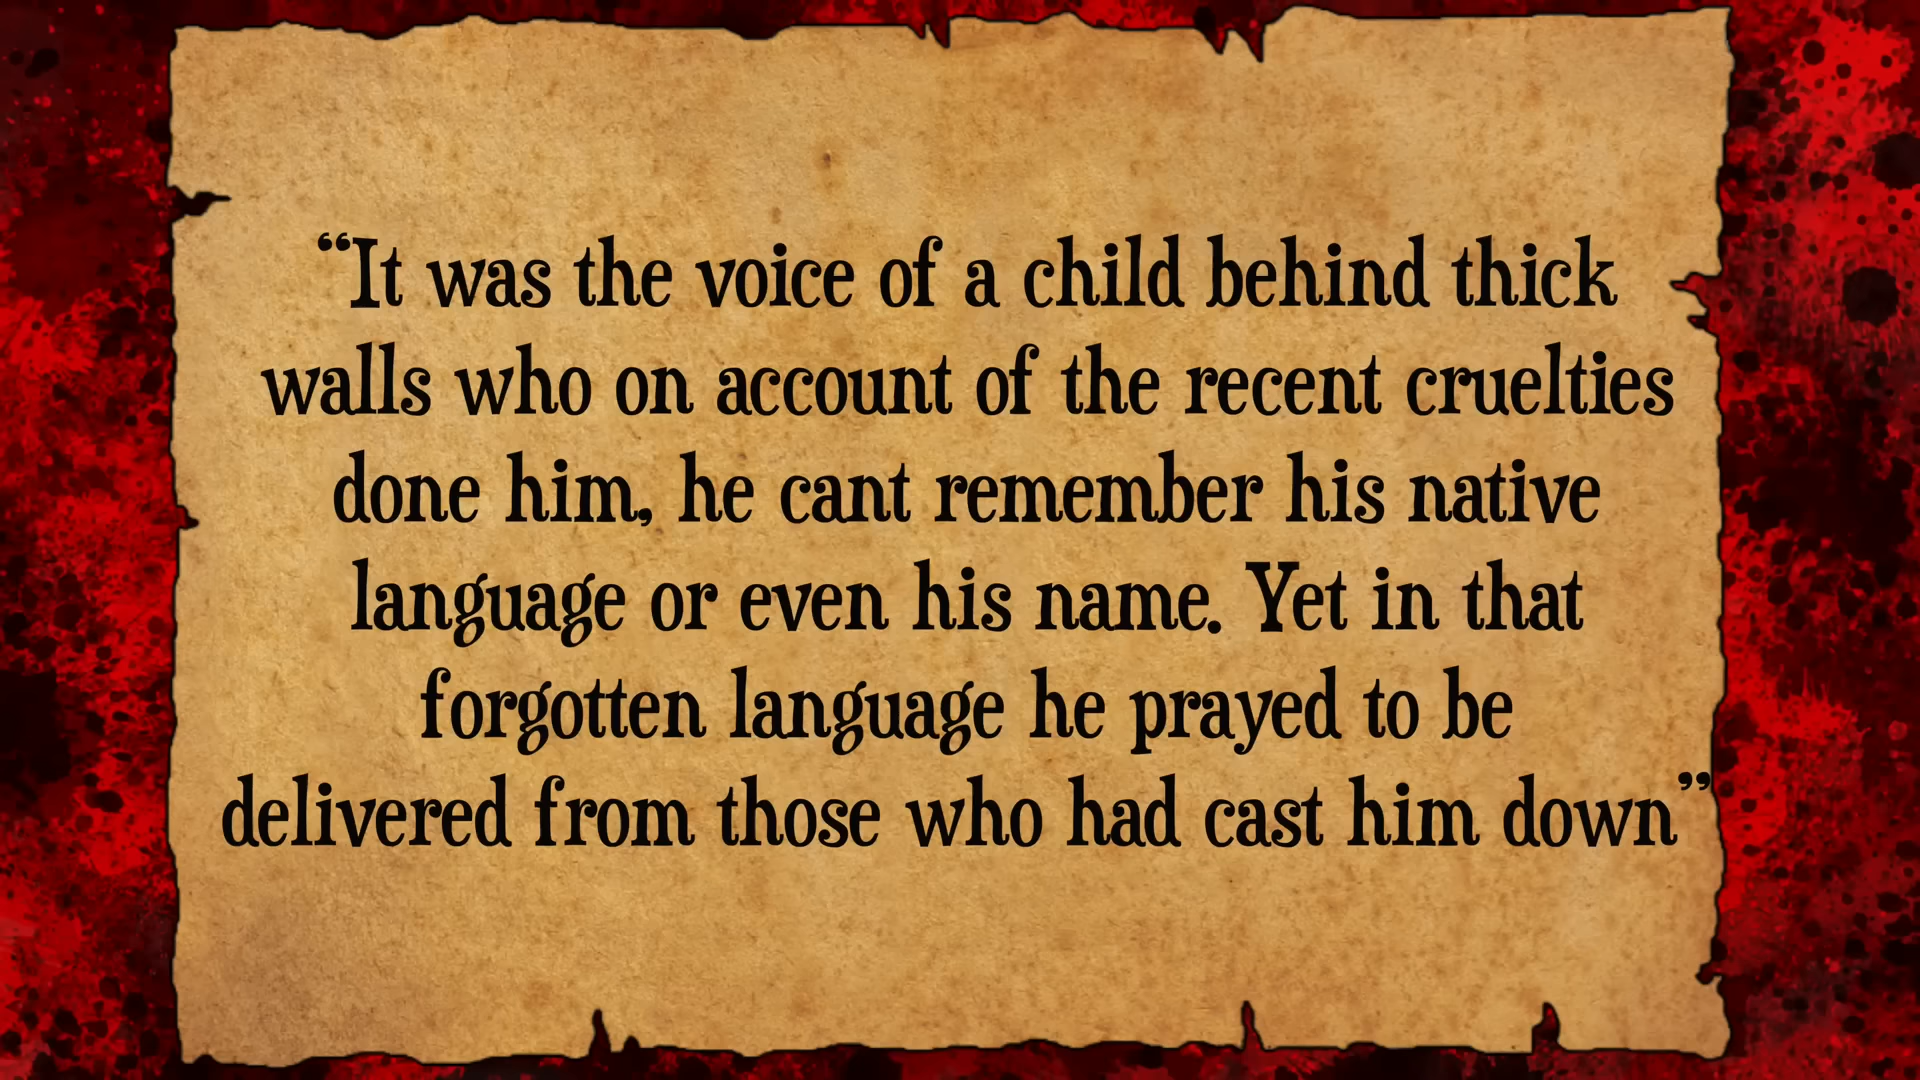 “It was the voice of a child behind thick
walls who on account of the recent cruelties
done him, he cant remember his native
language or even his name. Yet in that
forgotten language he prayed to be
delivered from those who had cast him down”